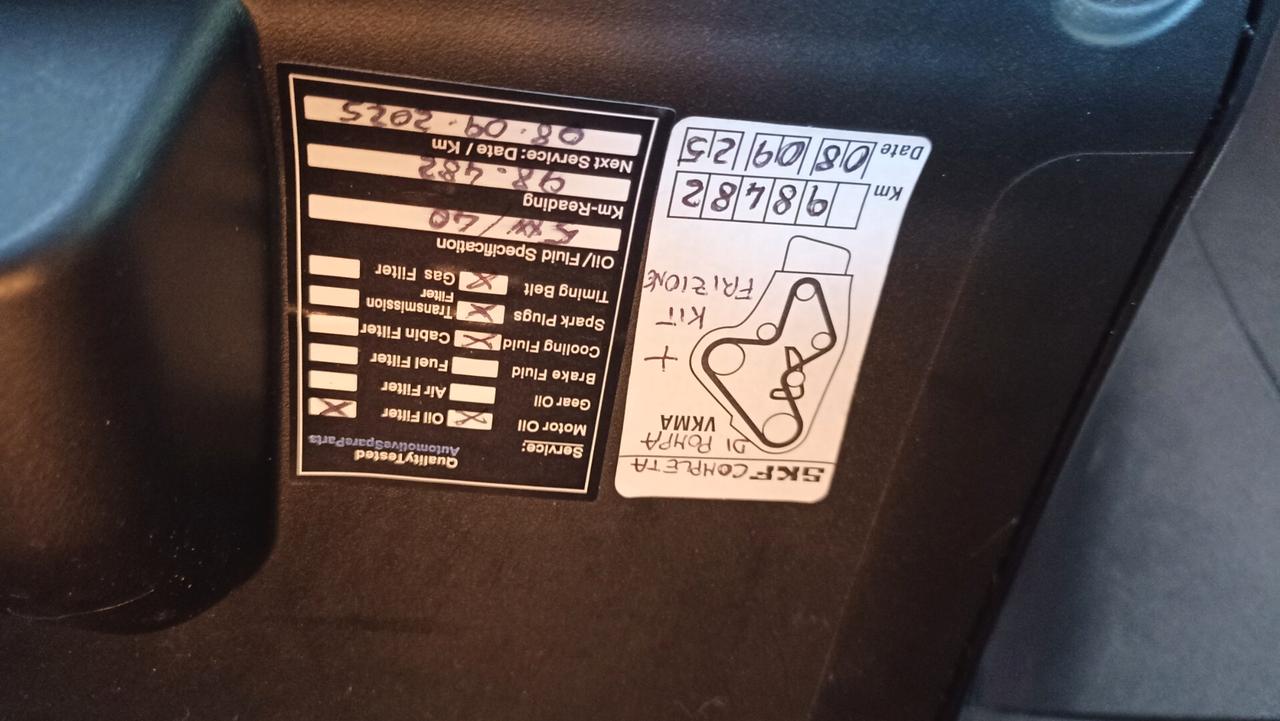 QualityTested
AutomotiveSpareParts
Service:
Motor Oil X Oil Filter X
Gear Oil Air Filter
Brake Fluid Fuel Filter
Cooling Fluid X Cabin Filter
Spark Plugs X Transmission Filter
Timing Belt X Gas Filter
Oil/ Fluid Specification
5W/40
Km-Reading
98.482
Next Service: Date / Km
08.09.2025
SKF COMPLETA
DI POMPA
VKMA
+
KIT
FRIZIONE
Km 98482
Date 08 09 25